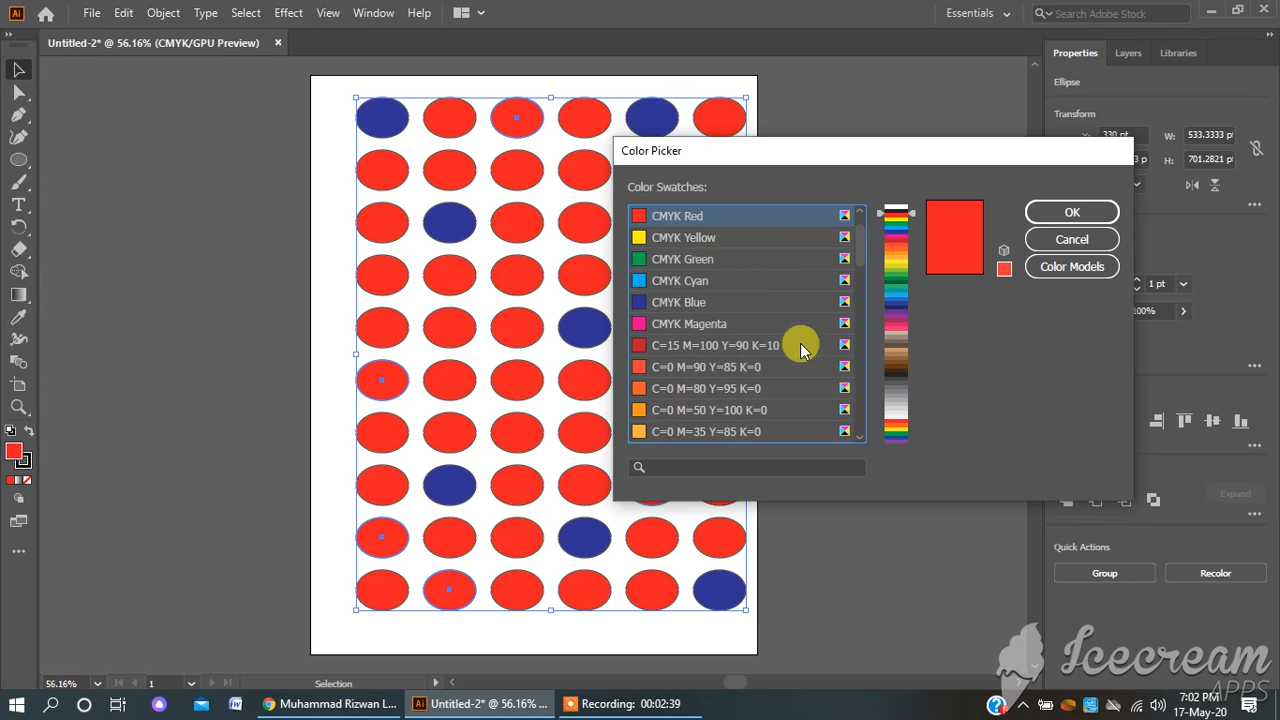 Ai File Edit Object Type Select Effect View Window Help Essentials Search Adobe Stock
Untitled-2* @ 56.16% (CMYK/GPU Preview) ×
Properties Layers Libraries
Ellipse
Transform
X: 330 pt W: 533.3333 pt
H: 701.2821 pt
Color Picker
Color Swatches:
CMYK Red
CMYK Yellow
CMYK Green
CMYK Cyan
CMYK Blue
CMYK Magenta
C=15 M=100 Y=90 K=10
C=0 M=90 Y=85 K=0
C=0 M=80 Y=95 K=0
C=0 M=50 Y=100 K=0
C=0 M=35 Y=85 K=0
OK
Cancel
Color Models
1 pt
100%
Expand
Quick Actions
Group Recolor
56.16% 1 Selection
Icecream
APPS
Muhammad Rizwan L... Ai Untitled-2* @ 56.16% ... Recording: 00:02:39
7:02 PM
17-May-20